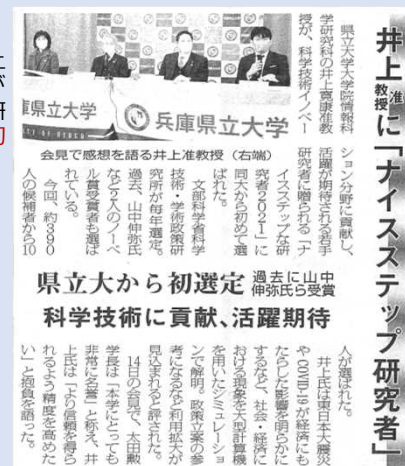 井上准教授に「ナイスステップ研究者」
県立大から初選定 過去に山中
伸弥氏ら受賞
科学技術に貢献、活躍期待
県立大学大学院情報科
学研究科の井上寛康准教
授が、科学技術イノベー
ション分野に貢献し、
活躍が期待される若手
研究者に贈られる「ナ
イスステップな研
究者2021」に
同大から初めて選
ばれた。
文部科学省科学
技術・学術政策研
究所が毎年選定。
過去、山中伸弥氏
など2人のノーベ
ル賞受賞者も選ば
れている。
今回、約390
人の候補者から10
人が選ばれた。
井上氏は東日本大震災
やCOVID-19が経済にも
たらした影響を明らかに
するなど、社会・経済に
おける現象を大型計算機
を用いたシミュレーショ
ンで解明。政策立案の参
考になるなど利用拡大が
見込まれると評された。
14日の会見で、太田勲
学長は「本学にとっても
非常に名誉」と称え、井
上氏は「より信頼を得ら
れるよう精度を高めた
い」と抱負を語った。
庫県立大学
兵庫県立大学
会見で感想を語る井上准教授（右端）